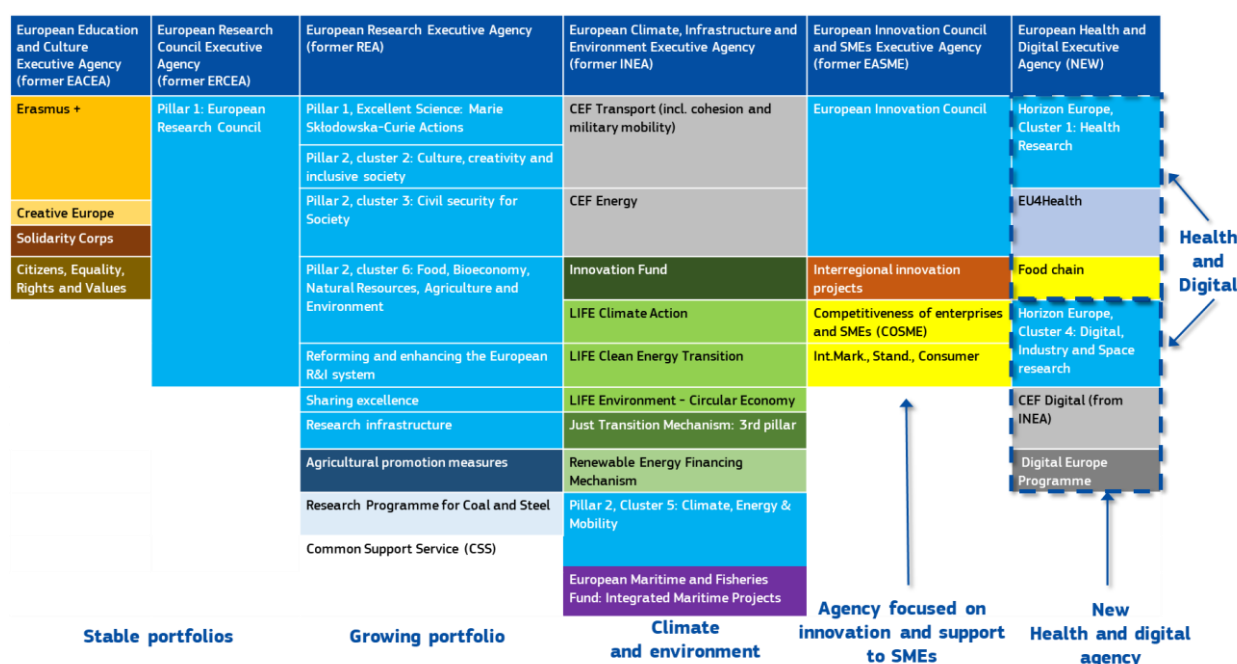 European Education
and Culture
Executive Agency
(former EACEA)
European Research
Council Executive
Agency
(former ERCEA)
European Research Executive Agency
(former REA)
European Climate, Infrastructure and
Environment Executive Agency
(former INEA)
European Innovation Council
and SMEs Executive Agency
(former EASME)
European Health and
Digital Executive
Agency (NEW)
Erasmus +
Creative Europe
Solidarity Corps
Citizens, Equality,
Rights and Values
Pillar 1: European
Research Council
Pillar 1, Excellent Science: Marie
Skłodowska-Curie Actions
Pillar 2, cluster 2: Culture, creativity and
inclusive society
Pillar 2, cluster 3: Civil security for
Society
Pillar 2, cluster 6: Food, Bioeconomy,
Natural Resources, Agriculture and
Environment
Reforming and enhancing the European
R&I system
Sharing excellence
Research infrastructure
Agricultural promotion measures
Research Programme for Coal and Steel
Common Support Service (CSS)
CEF Transport (incl. cohesion and
military mobility)
CEF Energy
Innovation Fund
LIFE Climate Action
LIFE Clean Energy Transition
LIFE Environment - Circular Economy
Just Transition Mechanism: 3rd pillar
Renewable Energy Financing
Mechanism
Pillar 2, Cluster 5: Climate, Energy &
Mobility
European Maritime and Fisheries
Fund: Integrated Maritime Projects
European Innovation Council
Interregional innovation
projects
Competitiveness of enterprises
and SMEs (COSME)
Int.Mark., Stand., Consumer
Horizon Europe,
Cluster 1: Health
Research
EU4Health
Food chain
Horizon Europe,
Cluster 4: Digital,
Industry and Space
research
CEF Digital (from
INEA)
Digital Europe
Programme
Health
and
Digital
Stable portfolios
Growing portfolio
Climate
and environment
Agency focused on
innovation and support
to SMEs
New
Health and digital
agency